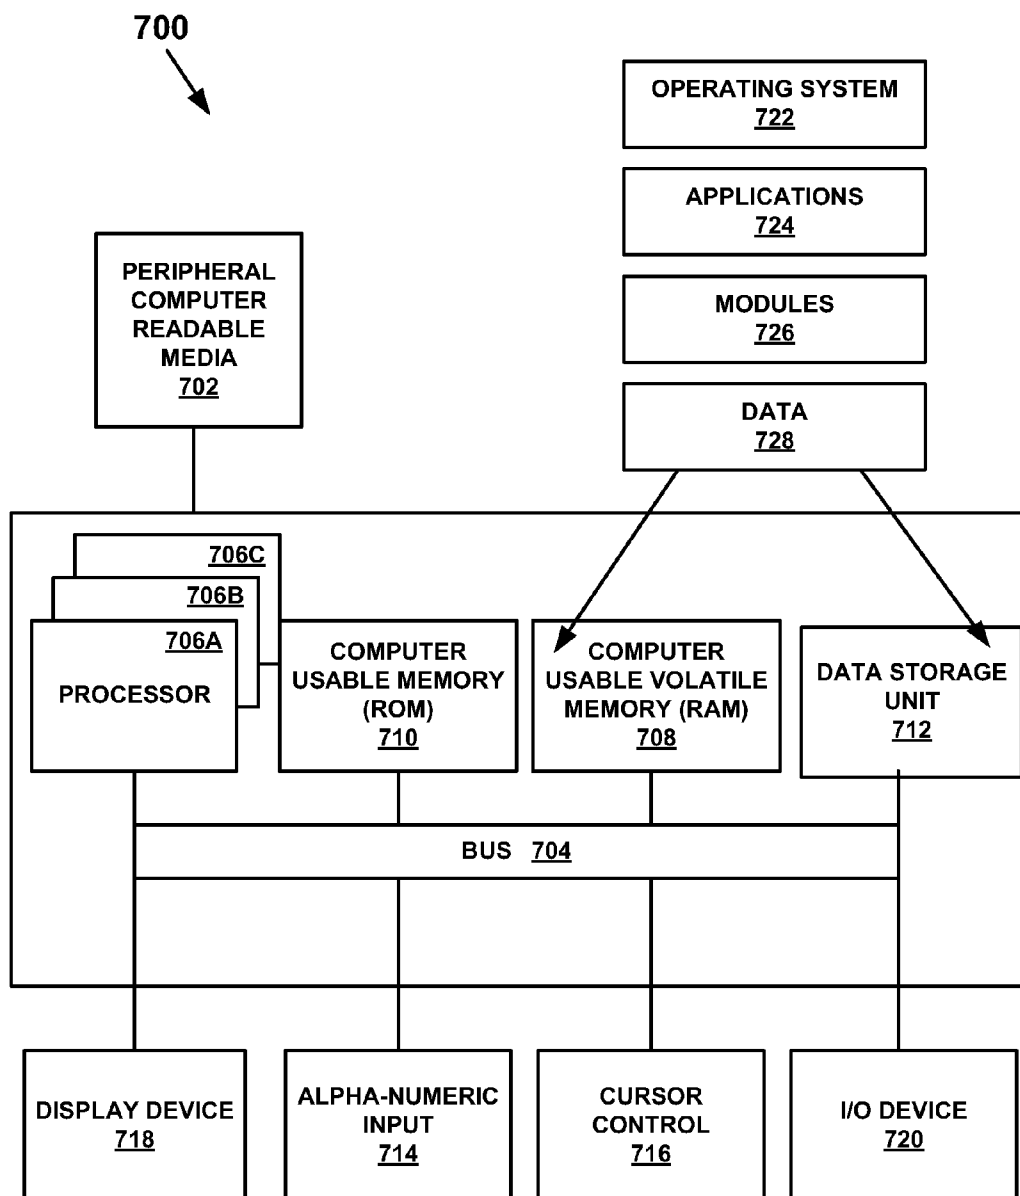 700
OPERATING SYSTEM
722
APPLICATIONS
724
MODULES
726
DATA
728
PERIPHERAL
COMPUTER
READABLE
MEDIA
702
706C
706B
706A
PROCESSOR
COMPUTER
USABLE MEMORY
(ROM)
710
COMPUTER
USABLE VOLATILE
MEMORY (RAM)
708
DATA STORAGE
UNIT
712
BUS 704
DISPLAY DEVICE
718
ALPHA-NUMERIC
INPUT
714
CURSOR
CONTROL
716
I/O DEVICE
720